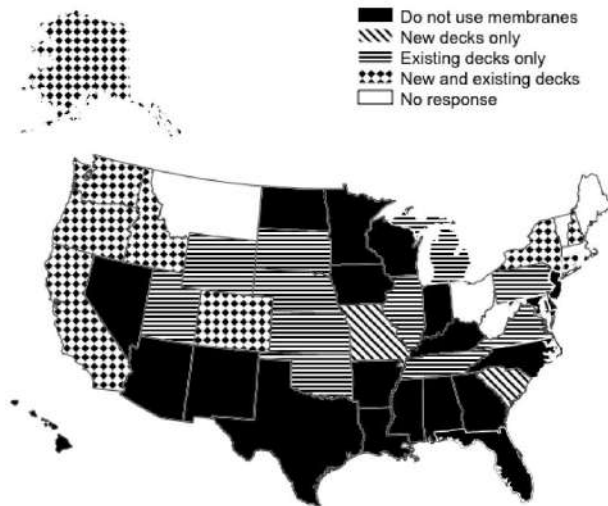 Do not use membranes
New decks only
Existing decks only
New and existing decks
No response